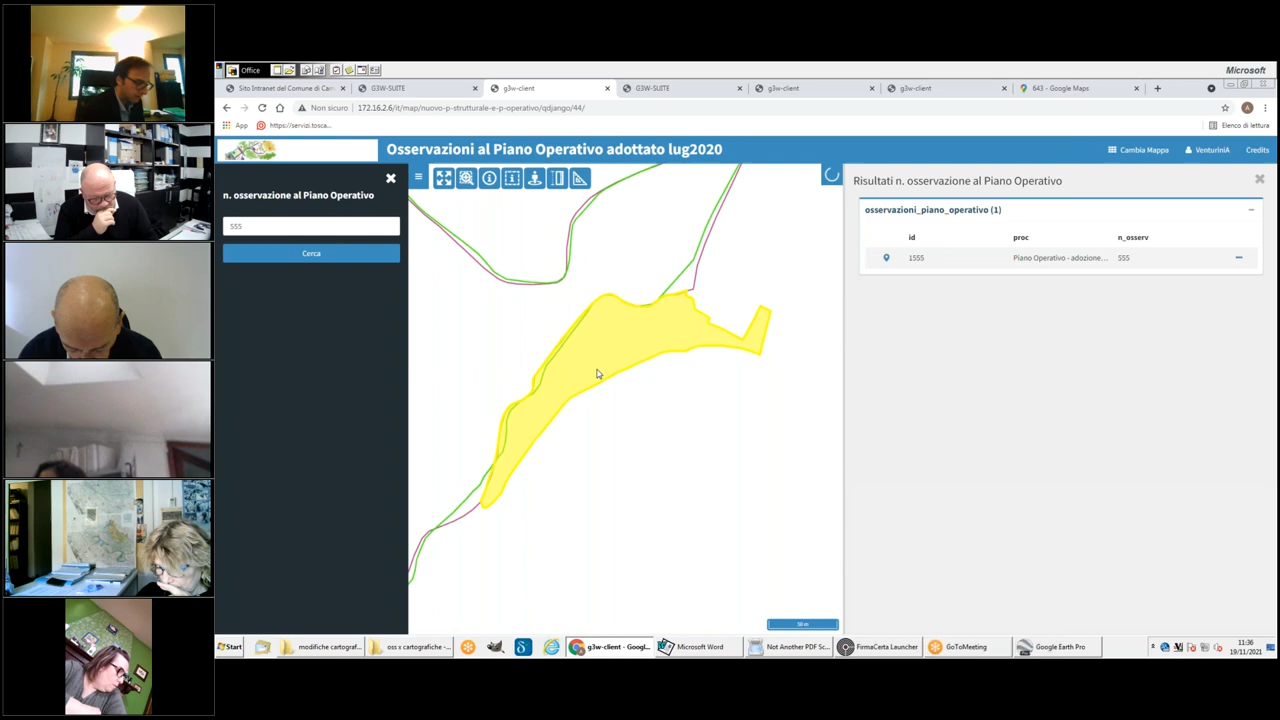 Office
Microsoft
Sito Intranet del Comune di Can
G3W-SUITE
g3w-client
G3W-SUITE
g3w-client
g3w-client
643 - Google Maps
Non sicuro
172.16.2.6/it/map/nuovo-p-strutturale-e-p-operativo/qdjango/44/
A
App
https://servizi.tosca...
Elenco di lettura
Osservazioni al Piano Operativo adottato lug2020
Cambia Mappa
VenturiniA
Credits
n. osservazione al Piano Operativo
555
Cerca
Risultati n. osservazione al Piano Operativo
osservazioni_piano_operativo (1)
id proc n_osserv
1555 Piano Operativo - adozione... 555
50 m
Start
modifiche cartograf...
oss x cartografiche -...
g3w-client - Googl...
Microsoft Word
Not Another PDF Sc...
FirmaCerta Launcher
GoToMeeting
Google Earth Pro
11:36
19/11/2021